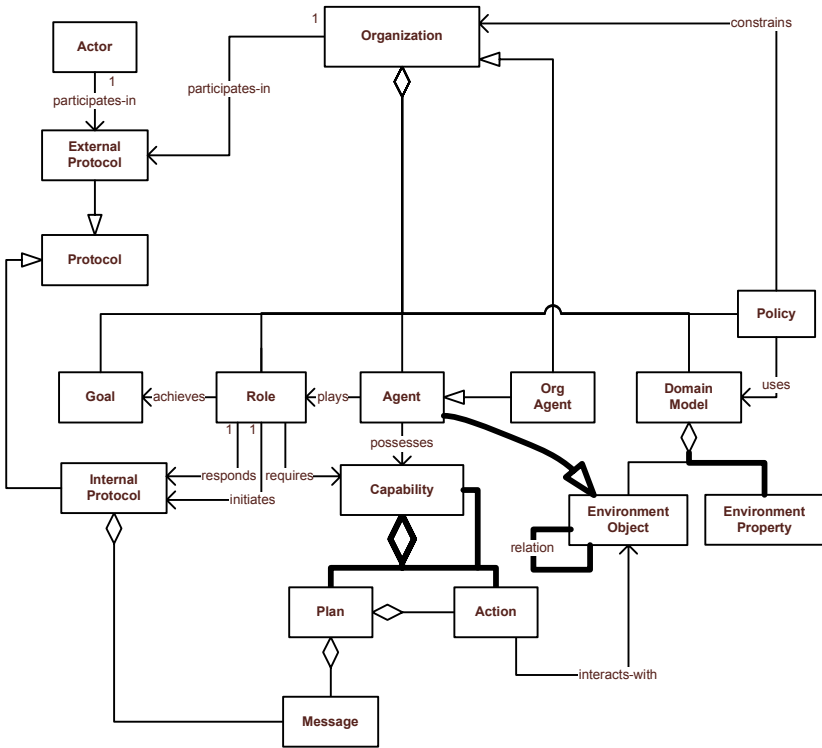 1
Organization
constrains
Actor
1
participates-in
participates-in
External
Protocol
Protocol
Policy
uses
Goal
achieves
Role
plays
Agent
Org
Agent
Domain
Model
1
1
possesses
responds
requires
initiates
Internal
Protocol
Capability
Environment
Object
Environment
Property
relation
Plan
Action
interacts-with
Message